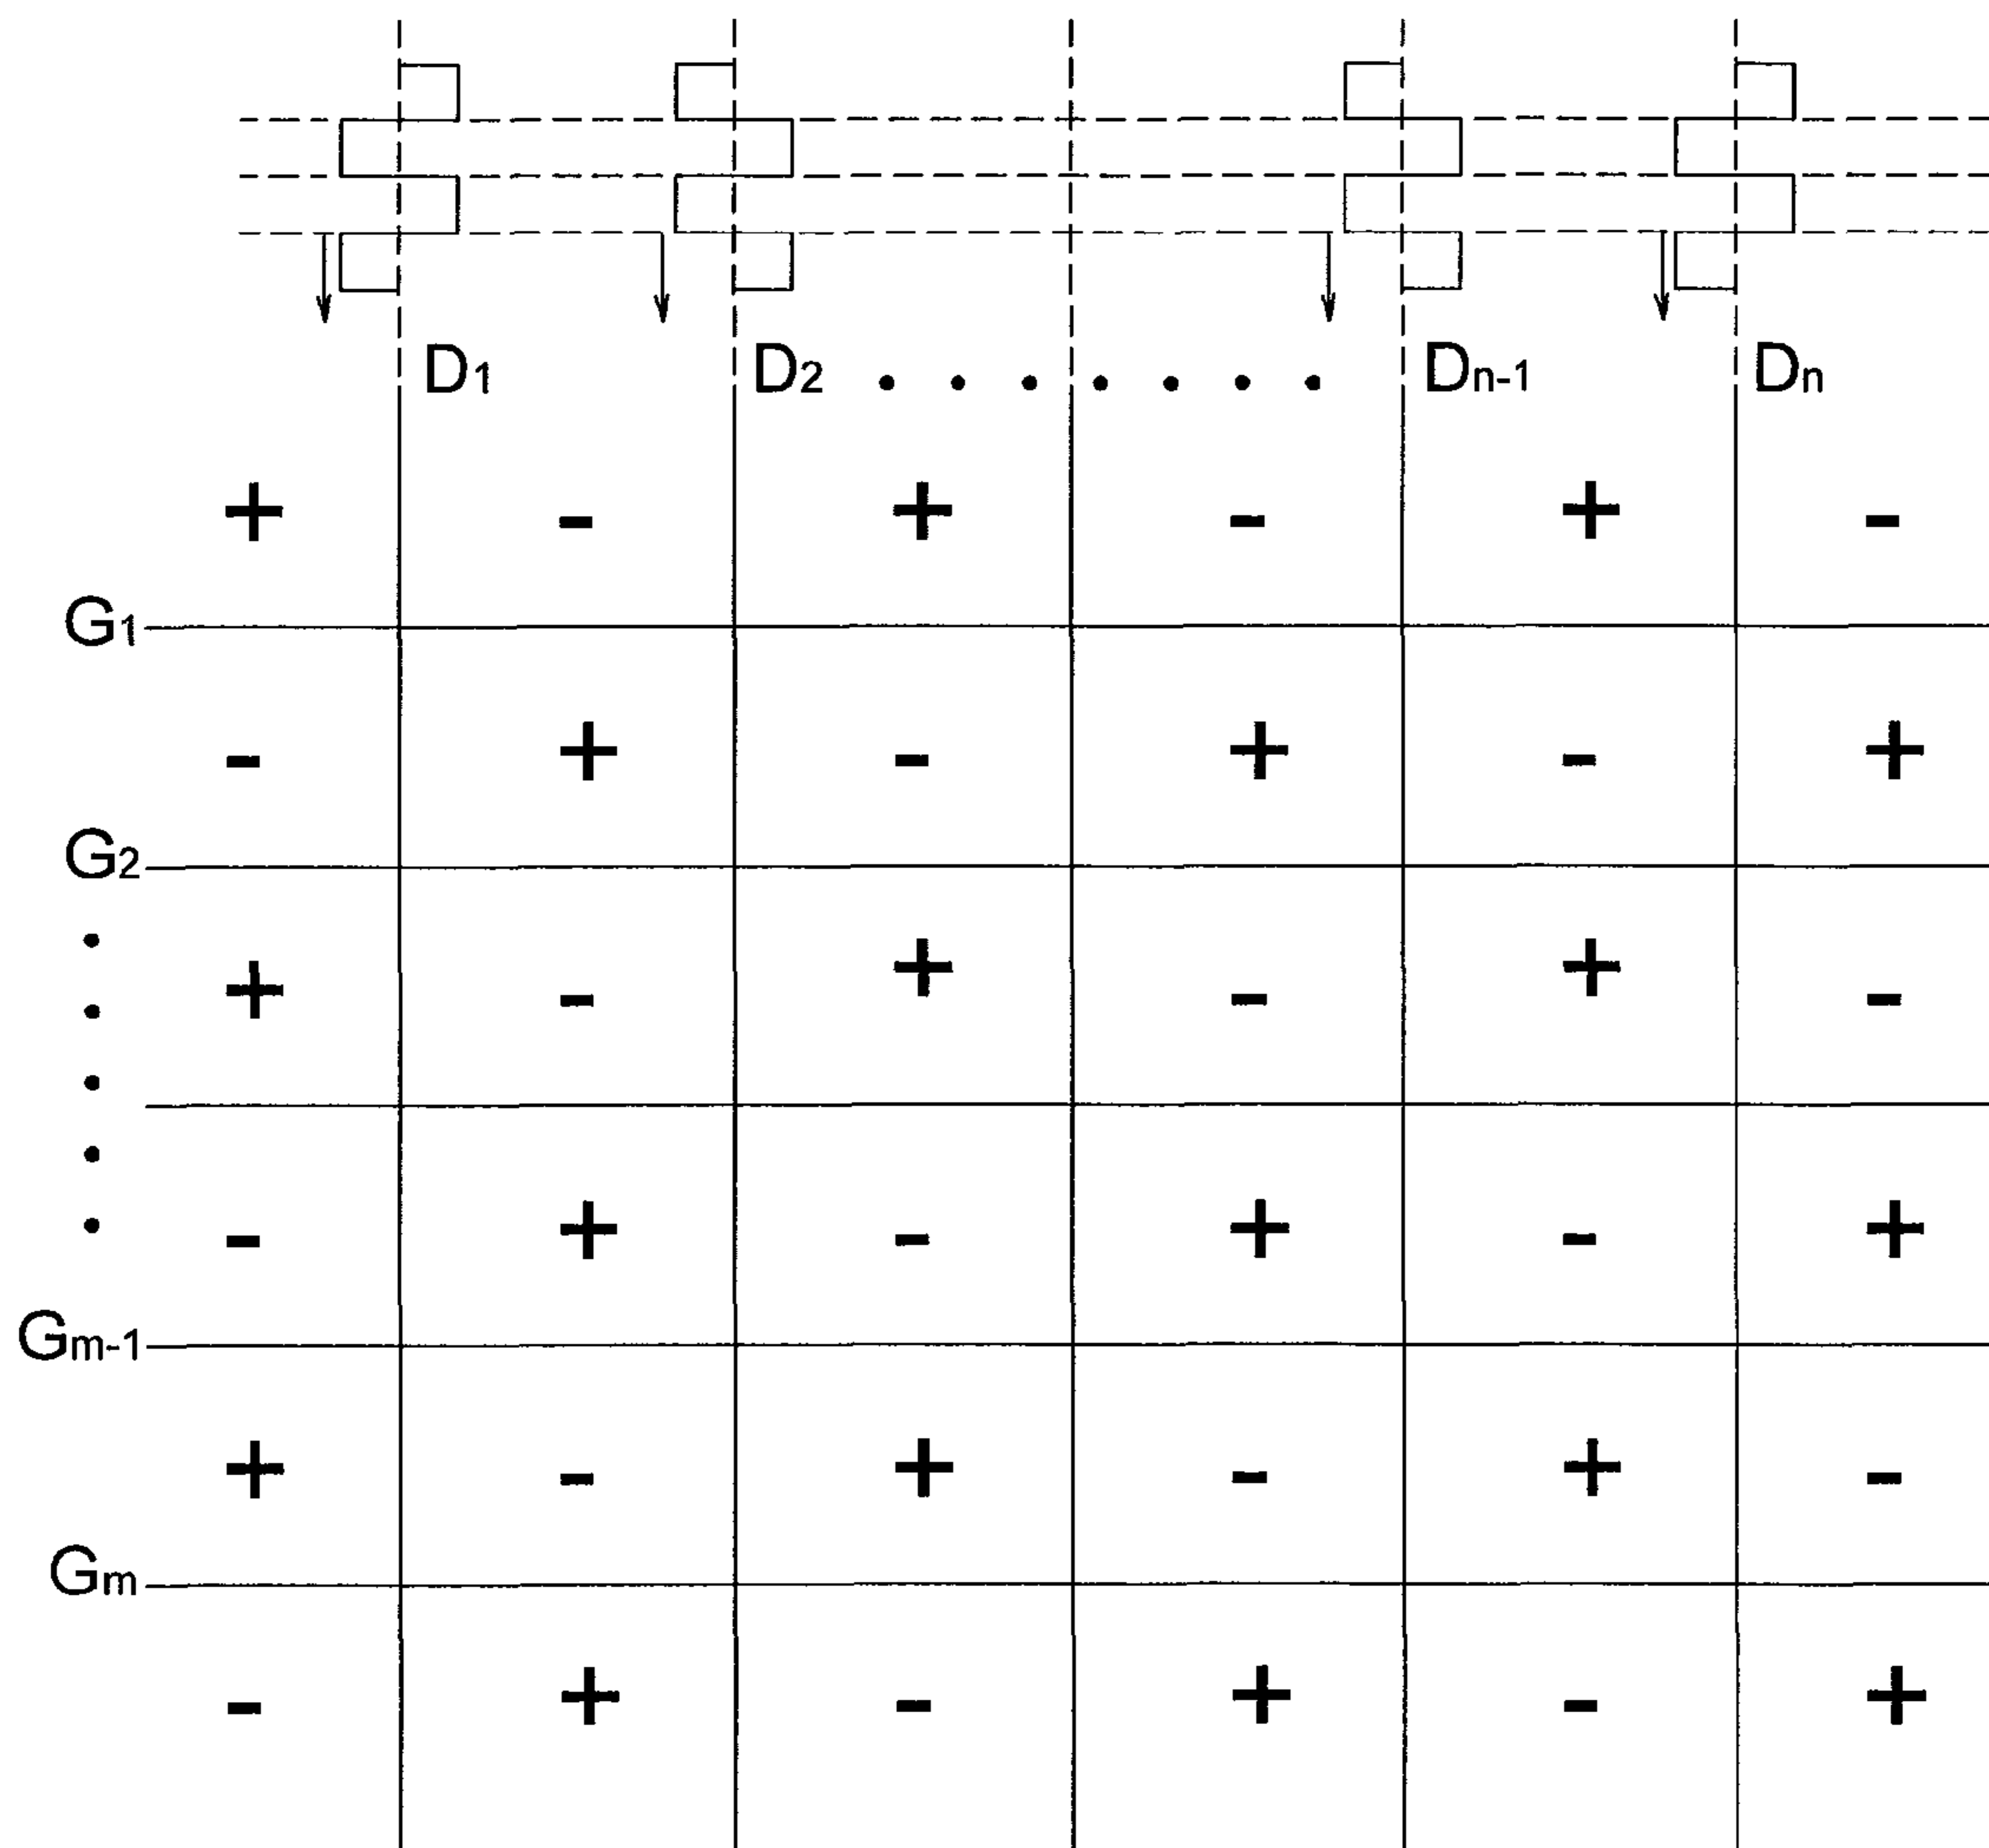 D1 D2 . . . . . . . Dn-1 Dn
+ - + - + -
G1
- + - + - +
G2
+ - + - + -
- + - + - +
Gm-1
+ - + - + -
Gm
- + - + - +